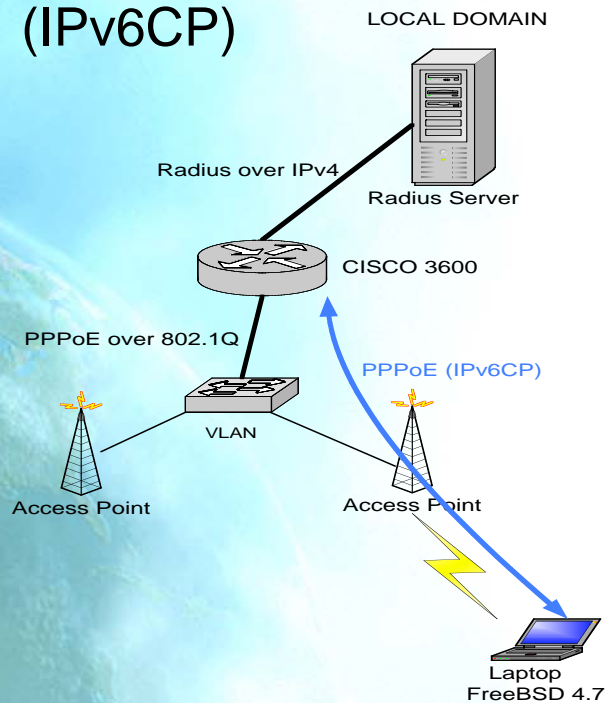 (IPv6CP)
LOCAL DOMAIN
Radius over IPv4
Radius Server
CISCO 3600
PPPoE over 802.1Q
PPPoE (IPv6CP)
VLAN
Access Point
Access Point
Laptop
FreeBSD 4.7